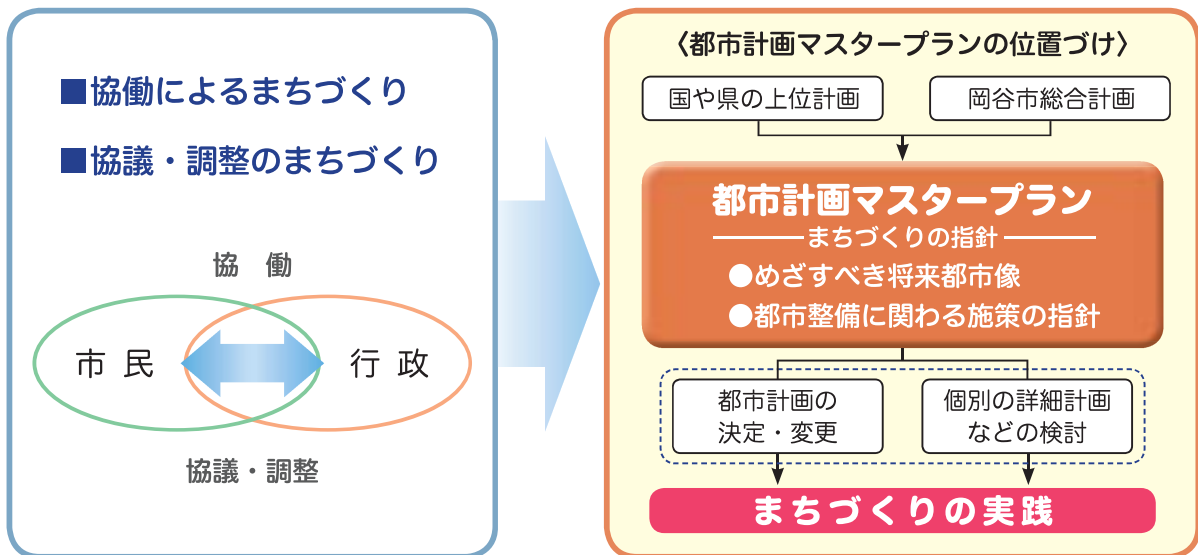 ■協働によるまちづくり
■協議・調整のまちづくり
協 働
市 民
行 政
協議・調整
〈都市計画マスタープランの位置づけ〉
国や県の上位計画
岡谷市総合計画
都市計画マスタープラン
まちづくりの指針
●めざすべき将来都市像
●都市整備に関わる施策の指針
都市計画の
決定・変更
個別の詳細計画
などの検討
まちづくりの実践